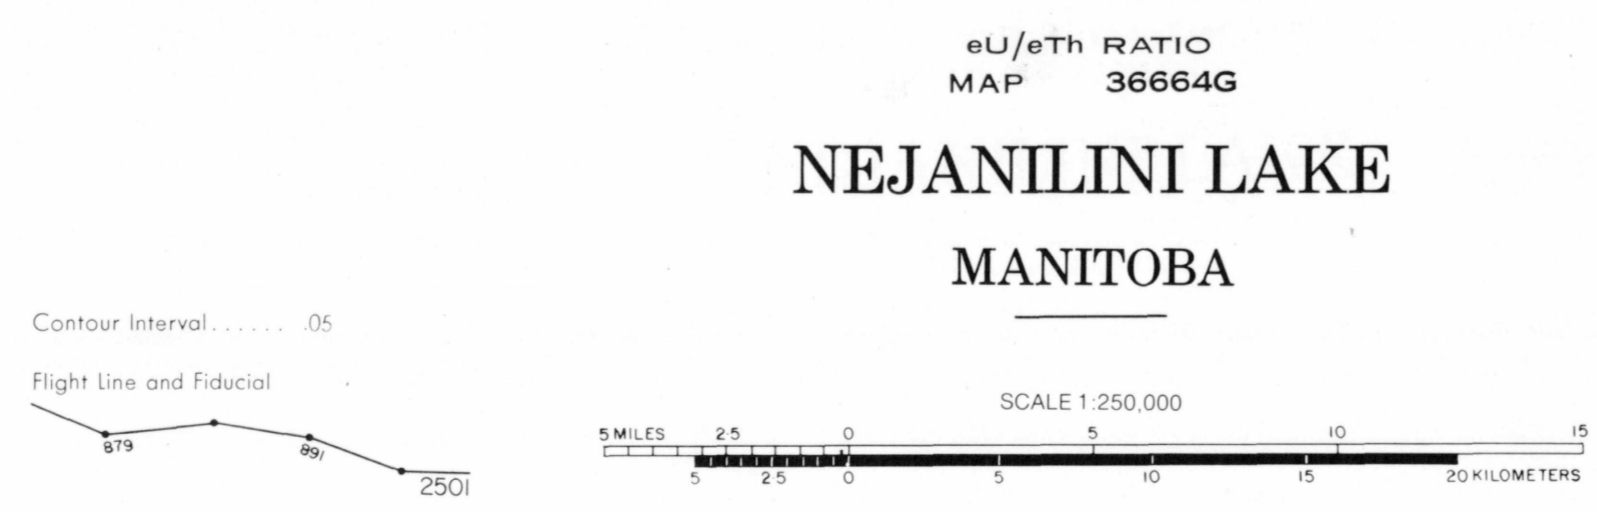 eU/eTh RATIO
MAP 36664G
NEJANILINI LAKE
MANITOBA
Contour Interval...... .05
Flight Line and Fiducial
879
891
2501
SCALE 1:250,000
5 MILES 2·5 0 5 10 15
5 2·5 0 5 10 15 20 KILOMETERS